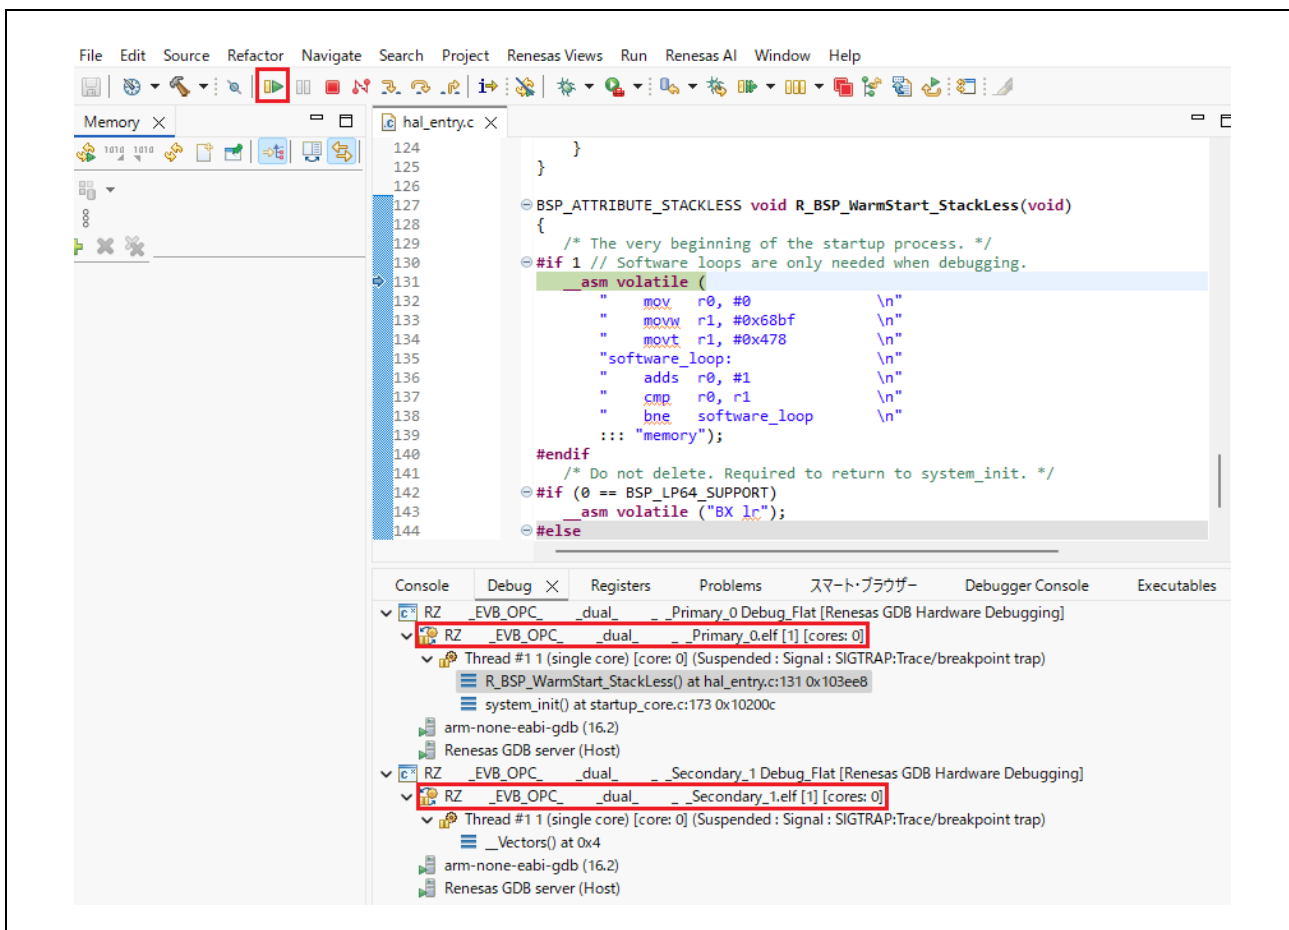 File Edit Source Refactor Navigate Search Project Renesas Views Run Renesas AI Window Help
Memory
hal_entry.c
124 }
125 }
126
127 BSP_ATTRIBUTE_STACKLESS void R_BSP_WarmStart_StackLess(void)
128 {
129 /* The very beginning of the startup process. */
130 #if 1 // Software loops are only needed when debugging.
131 __asm volatile (
132 " mov r0, #0 \n"
133 " movw r1, #0x68bf \n"
134 " movt r1, #0x478 \n"
135 "software_loop: \n"
136 " adds r0, #1 \n"
137 " cmp r0, r1 \n"
138 " bne software_loop \n"
139 ::: "memory");
140 #endif
141 /* Do not delete. Required to return to system_init. */
142 #if (0 == BSP_LP64_SUPPORT)
143 __asm volatile ("BX lr");
144 #else
Console Debug Registers Problems スマート・ブラウザー Debugger Console Executables
RZ _EVB_OPC_ _dual_ _ _Primary_0 Debug_Flat [Renesas GDB Hardware Debugging]
RZ _EVB_OPC_ _dual_ _ _Primary_0.elf [1] [cores: 0]
Thread #1 1 (single core) [core: 0] (Suspended : Signal : SIGTRAP:Trace/breakpoint trap)
R_BSP_WarmStart_StackLess() at hal_entry.c:131 0x103ee8
system_init() at startup_core.c:173 0x10200c
arm-none-eabi-gdb (16.2)
Renesas GDB server (Host)
RZ _EVB_OPC_ _dual_ _ _Secondary_1 Debug_Flat [Renesas GDB Hardware Debugging]
RZ _EVB_OPC_ _dual_ _ _Secondary_1.elf [1] [cores: 0]
Thread #1 1 (single core) [core: 0] (Suspended : Signal : SIGTRAP:Trace/breakpoint trap)
__Vectors() at 0x4
arm-none-eabi-gdb (16.2)
Renesas GDB server (Host)